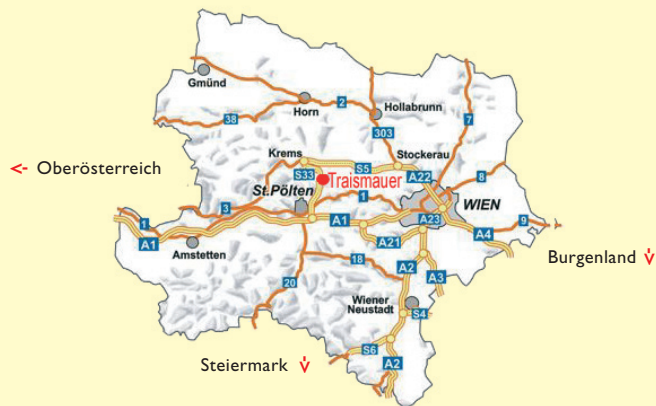 Gmünd
Horn
2
Hollabrunn
7
38
303
<- Oberösterreich
Krems
S5
Stockerau
S33
Traismauer
A22
8
St.Pölten
1
WIEN
3
1
A1
A1
A23
9
A21
A4
Amstetten
18
A2
A3
Burgenland
20
Wiener
Neustadt
S4
S6
Steiermark
A2